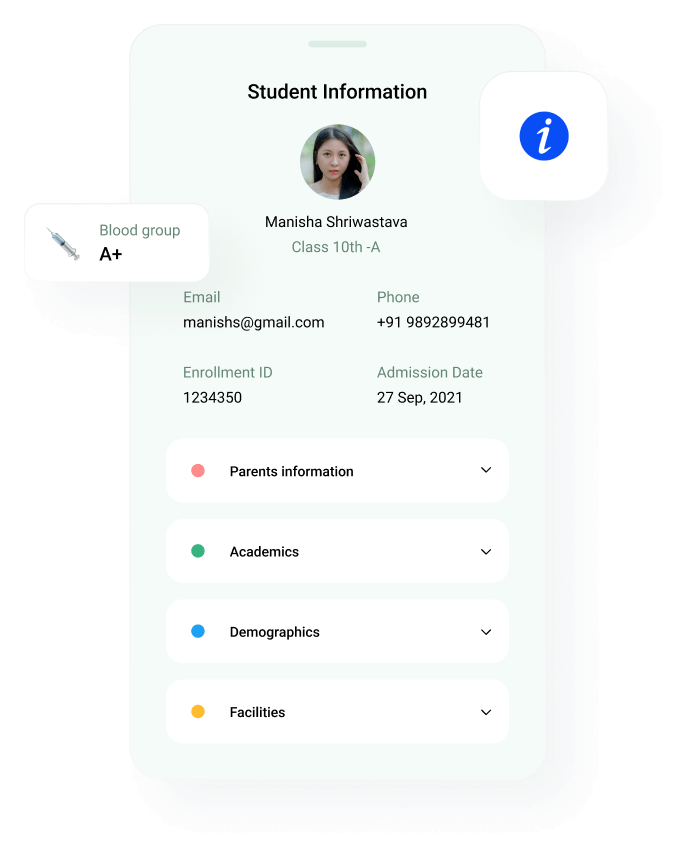 Student Information
i
Manisha Shriwastava
Class 10th -A
Blood group
A+
Email
manishs@gmail.com
Phone
+91 9892899481
Enrollment ID
1234350
Admission Date
27 Sep, 2021
Parents information
Academics
Demographics
Facilities